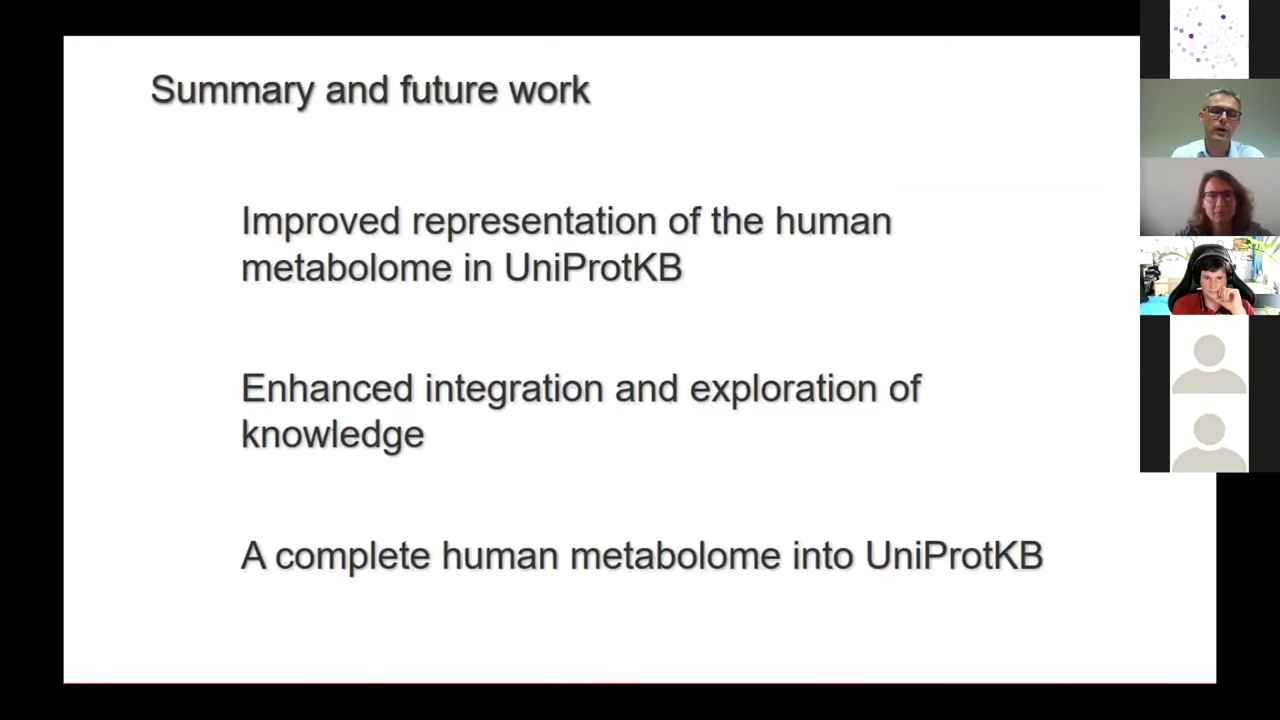 Summary and future work
Improved representation of the human
metabolome in UniProtKB
Enhanced integration and exploration of
knowledge
A complete human metabolome into UniProtKB